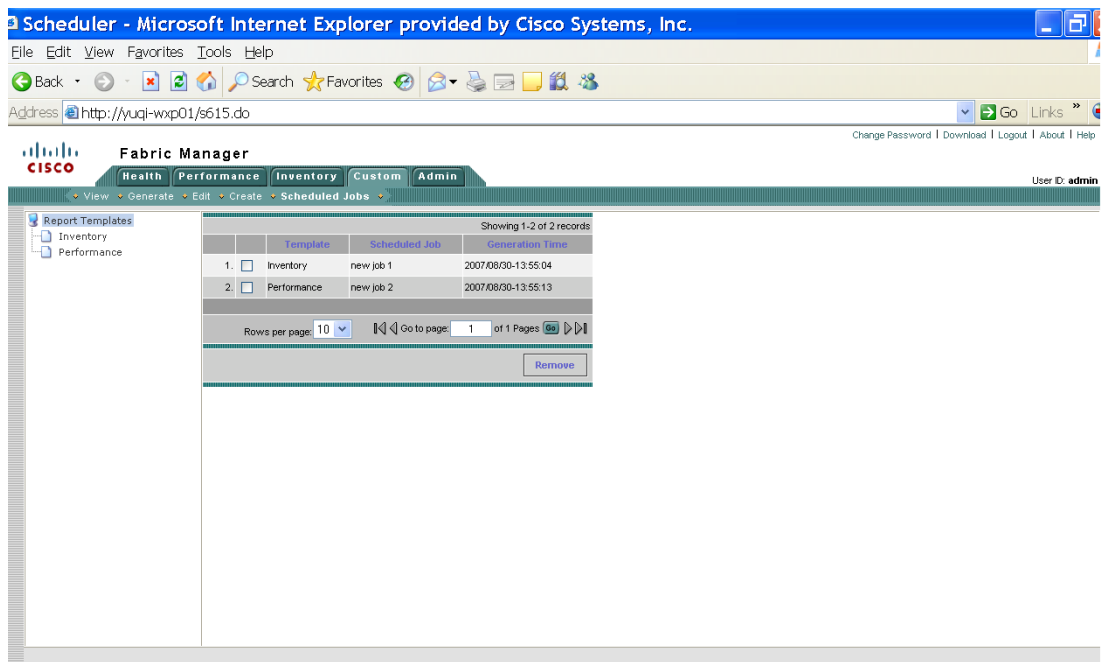 Scheduler - Microsoft Internet Explorer provided by Cisco Systems, Inc.
File Edit View Favorites Tools Help
Back Search Favorites
Address http://yuqi-wxp01/s615.do Go Links »
Change Password | Download | Logout | About | Help
CISCO Fabric Manager
Health Performance Inventory Custom Admin
User ID: admin
View Generate Edit Create Scheduled Jobs
Report Templates
Inventory
Performance
Showing 1-2 of 2 records
Template Scheduled Job Generation Time
1. Inventory new job 1 2007/08/30-13:55:04
2. Performance new job 2 2007/08/30-13:55:13
Rows per page: 10 Go to page: 1 of 1 Pages Go
Remove